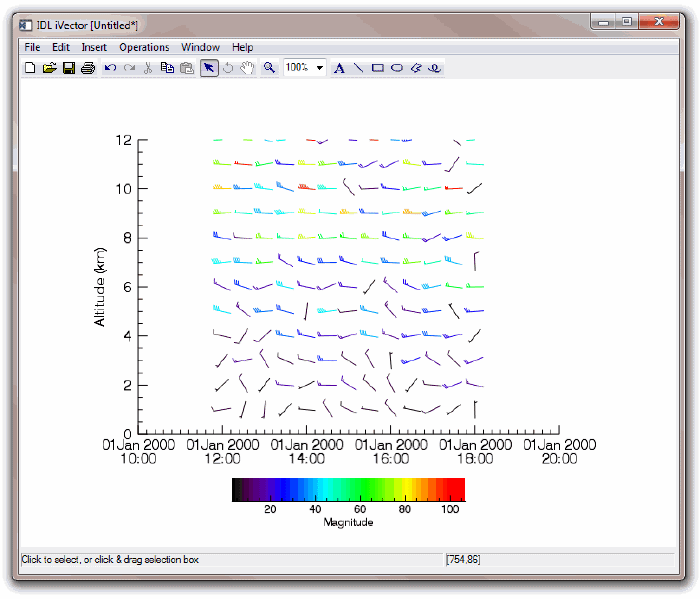 IDL iVector [Untitled*]
File Edit Insert Operations Window Help
100% A
12
10
8
6
4
2
0
Altitude (km)
01Jan 2000 01Jan 2000 01Jan 2000 01Jan 2000 01Jan 2000 01Jan 2000
10:00 12:00 14:00 16:00 18:00 20:00
20 40 60 80 100
Magnitude
Click to select, or click & drag selection box [754,86]